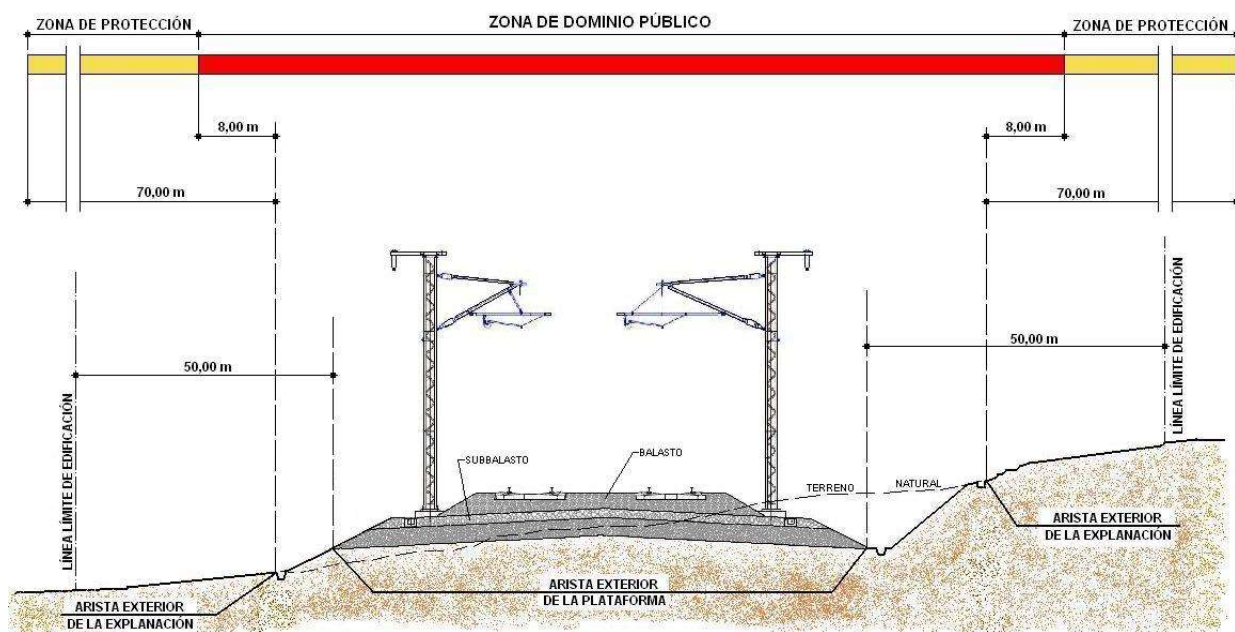 ZONA DE PROTECCIÓN
ZONA DE DOMINIO PÚBLICO
ZONA DE PROTECCIÓN
8,00 m
8,00 m
70,00 m
70,00 m
50,00 m
50,00 m
LÍNEA LÍMITE DE EDIFICACIÓN
LÍNEA LÍMITE DE EDIFICACIÓN
SUBBALASTO
BALASTO
TERRENO
NATURAL
ARISTA EXTERIOR
DE LA EXPLANACIÓN
ARISTA EXTERIOR
DE LA PLATAFORMA
ARISTA EXTERIOR
DE LA EXPLANACIÓN